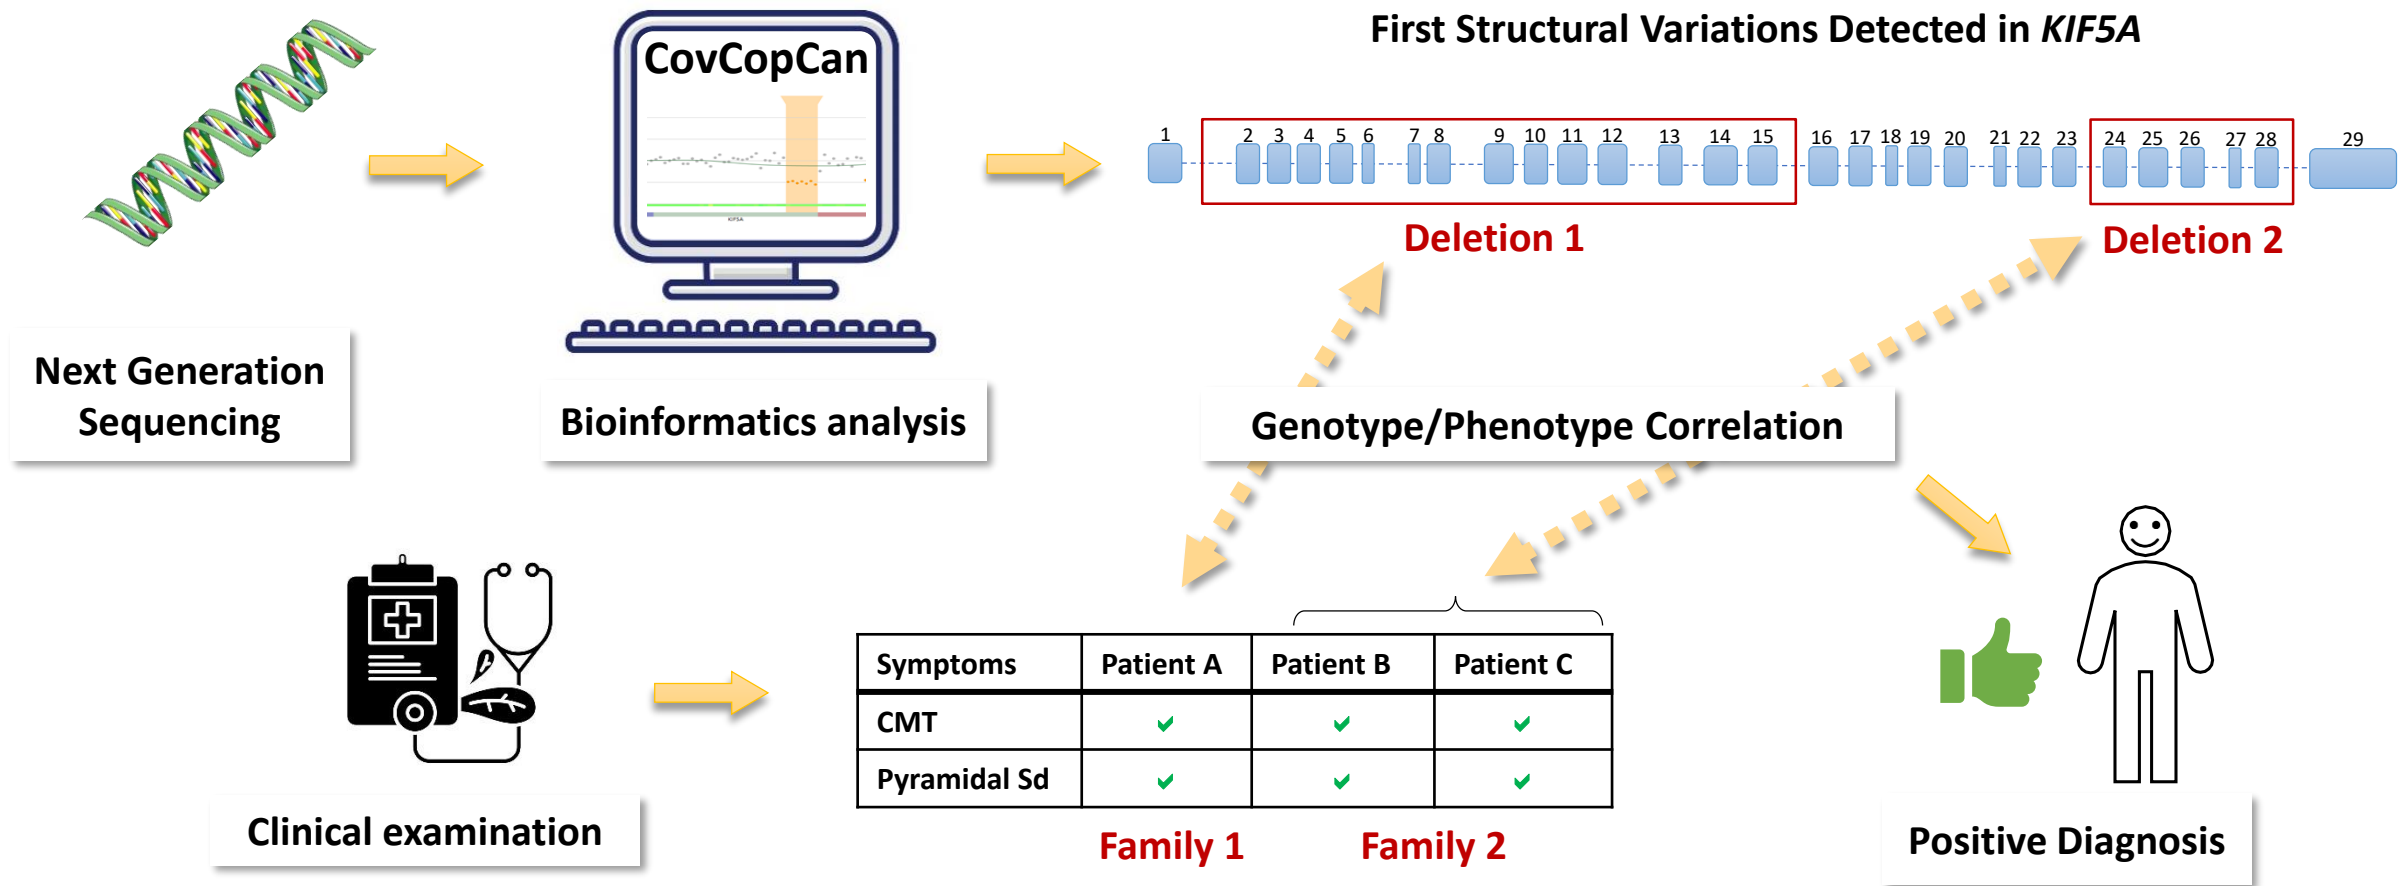 First Structural Variations Detected in KIF5A
CovCopCan
KIF5A
1 2 3 4 5 6 7 8 9 10 11 12 13 14 15 16 17 18 19 20 21 22 23 24 25 26 27 28 29
Deletion 1
Deletion 2
Next Generation
Sequencing
Bioinformatics analysis
Genotype/Phenotype Correlation
Symptoms Patient A Patient B Patient C
CMT
Pyramidal Sd
Clinical examination
Family 1
Family 2
Positive Diagnosis